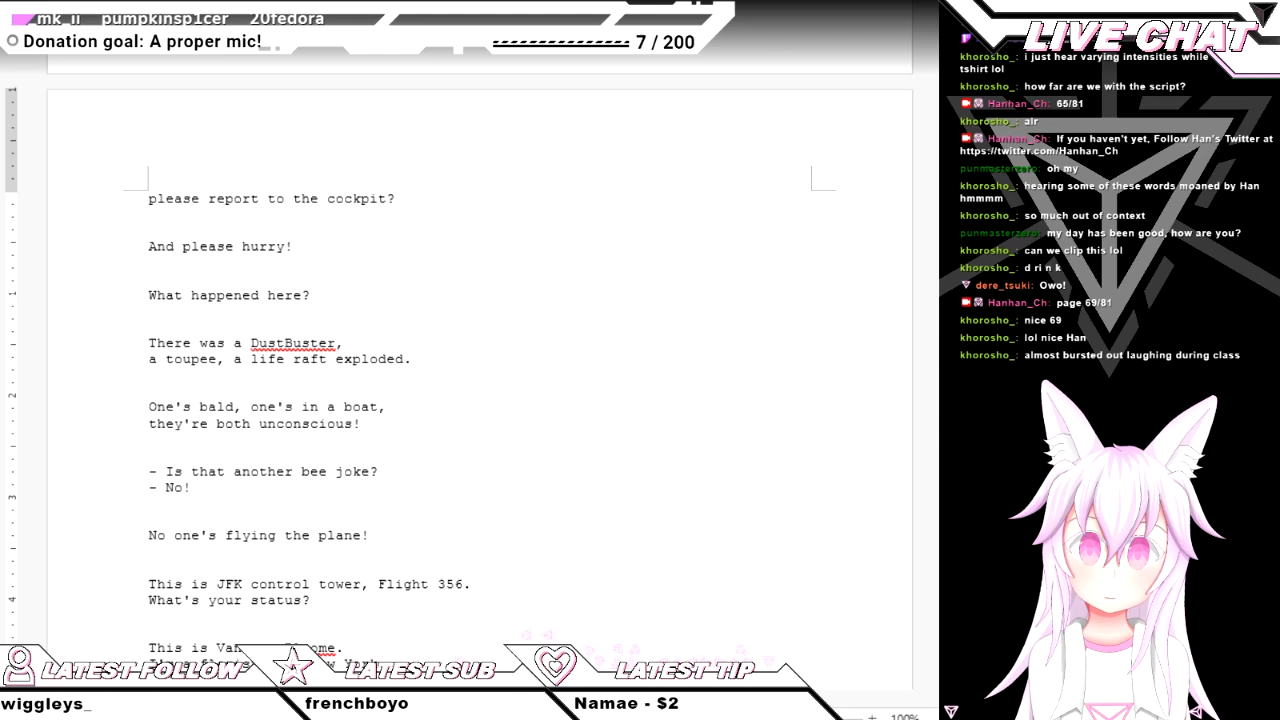 _mk_ii pumpkinsp1cer 20fedora
Donation goal: A proper mic!
7 / 200
please report to the cockpit?
And please hurry!
What happened here?
There was a DustBuster,
a toupee, a life raft exploded.
One's bald, one's in a boat,
they're both unconscious!
- Is that another bee joke?
- No!
No one's flying the plane!
This is JFK control tower, Flight 356.
What's your status?
This is
LATEST FOLLOW
LATEST SUB
LATEST TIP
wiggleys_
frenchboyo
Namae - $2
100%
LIVE CHAT
khorosho_: i just hear varying intensities while
tshirt lol
khorosho_: how far are we with the script?
Hanhan_Ch: 65/81
khorosho_: alr
Hanhan_Ch: If you haven't yet, Follow Han's Twitter at
https://twitter.com/Hanhan_Ch
punmasterzero: oh my
khorosho_: hearing some of these words moaned by Han
hmmmm
khorosho_: so much out of context
punmasterzero: my day has been good, how are you?
khorosho_: can we clip this lol
khorosho_: d r i n k
dere_tsuki: Owo!
Hanhan_Ch: page 69/81
khorosho_: nice 69
khorosho_: lol nice Han
khorosho_: almost bursted out laughing during class